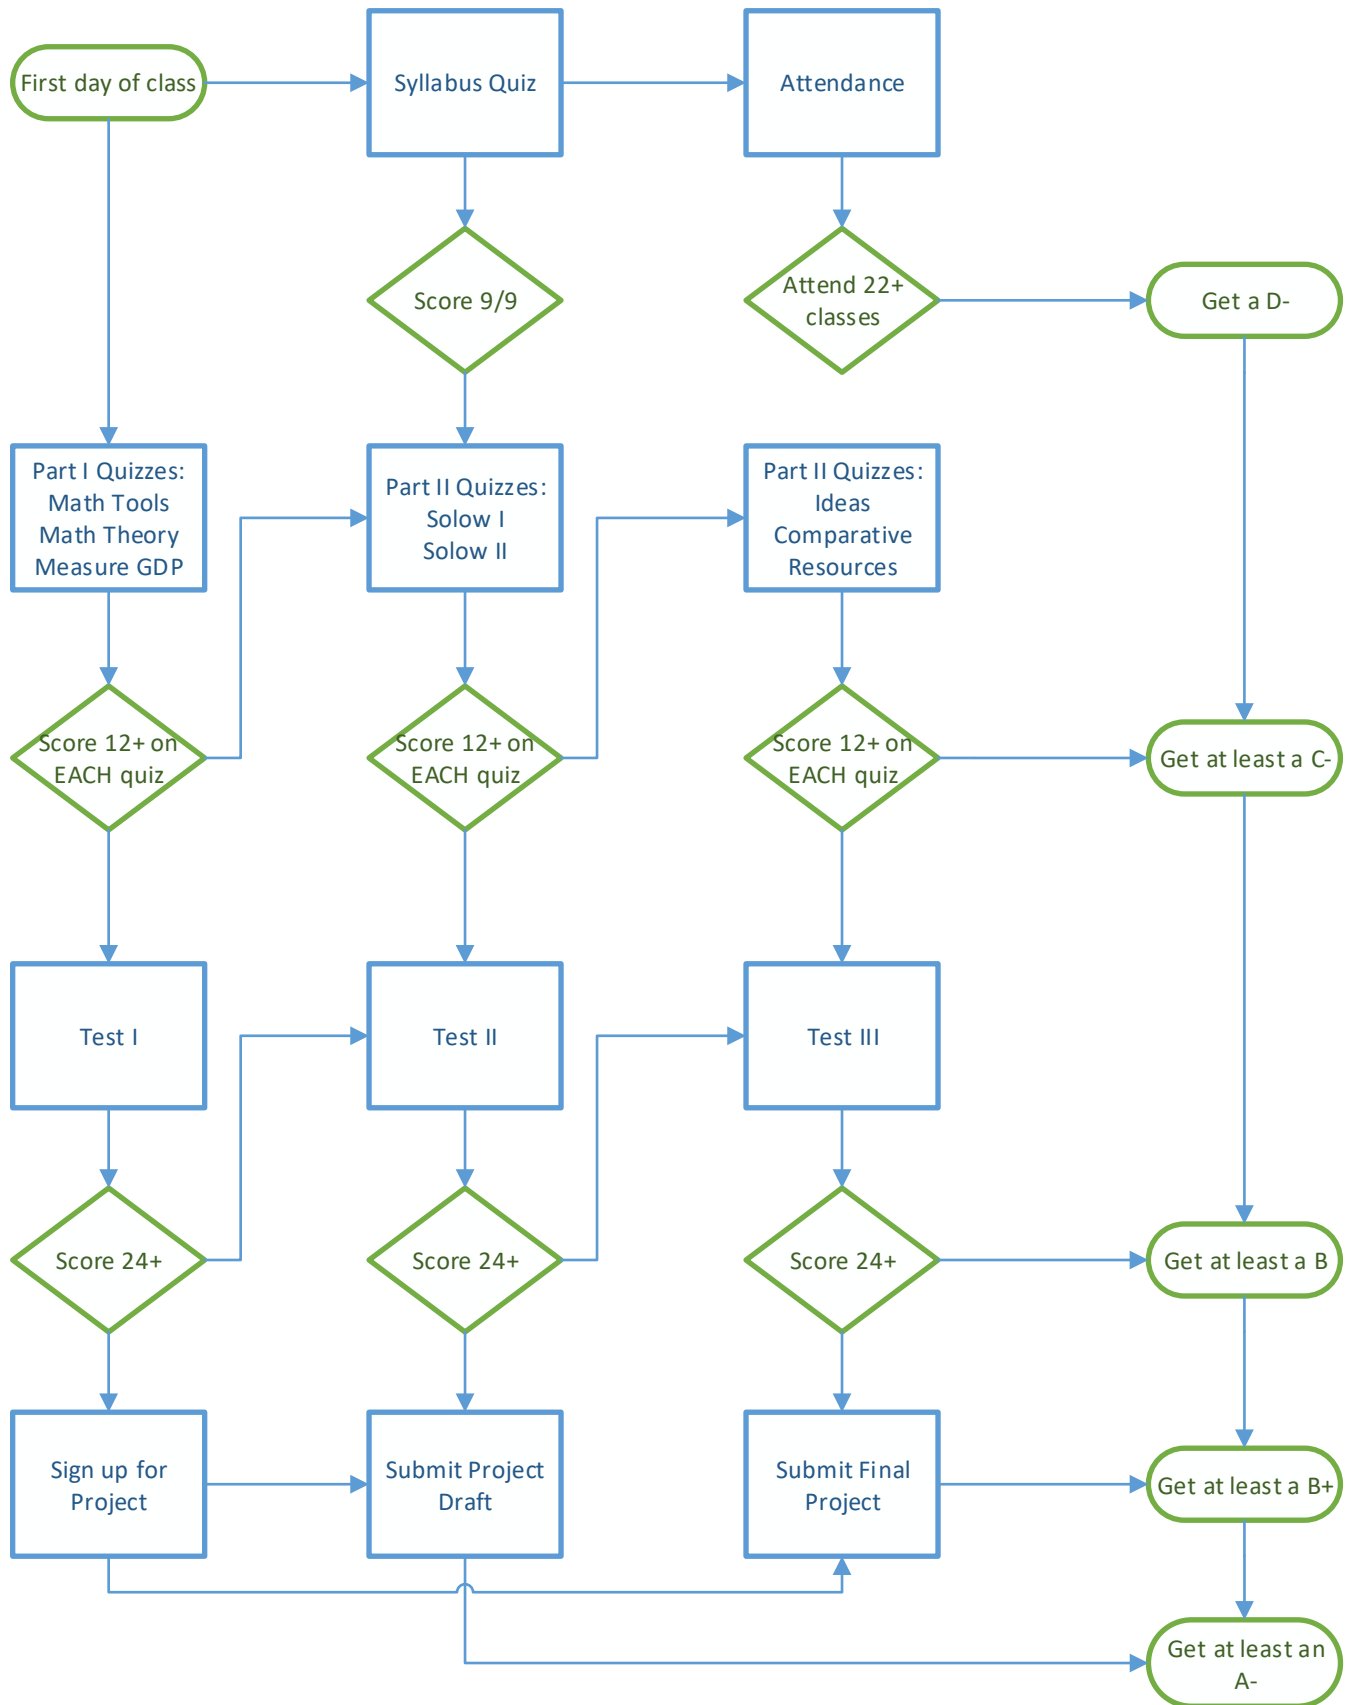 First day of class
Syllabus Quiz
Attendance
Score 9/9
Attend 22+
classes
Get a D-
Part I Quizzes:
Math Tools
Math Theory
Measure GDP
Part II Quizzes:
Solow I
Solow II
Part II Quizzes:
Ideas
Comparative
Resources
Score 12+ on
EACH quiz
Score 12+ on
EACH quiz
Score 12+ on
EACH quiz
Get at least a C-
Test I
Test II
Test III
Score 24+
Score 24+
Score 24+
Get at least a B
Sign up for
Project
Submit Project
Draft
Submit Final
Project
Get at least a B+
Get at least an
A-